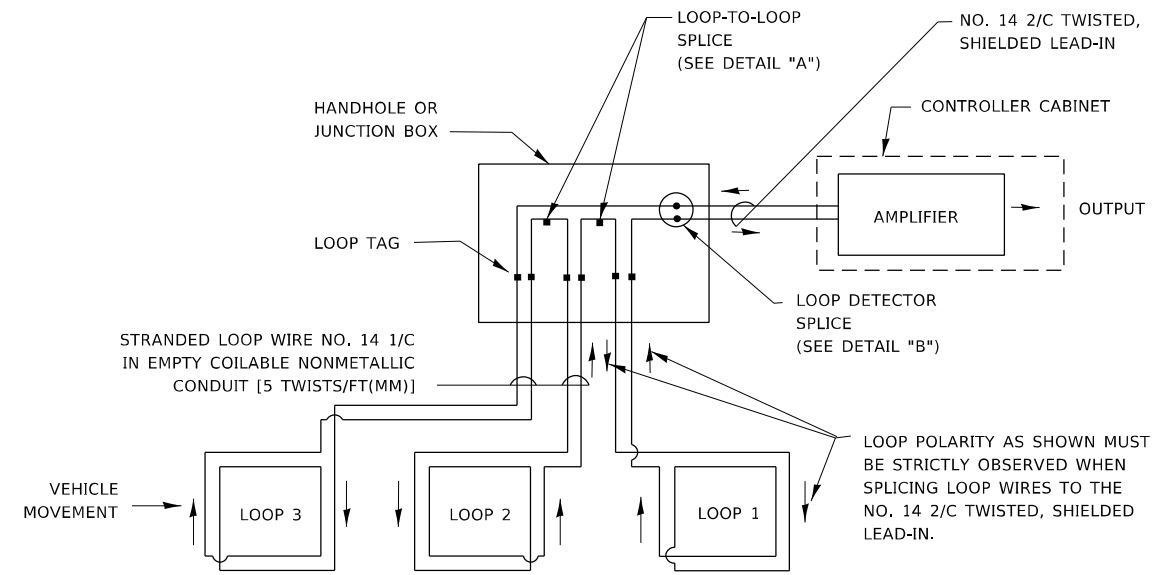 LOOP-TO-LOOP
SPLICE
(SEE DETAIL "A")
NO. 14 2/C TWISTED,
SHIELDED LEAD-IN
HANDHOLE OR
JUNCTION BOX
CONTROLLER CABINET
AMPLIFIER
OUTPUT
LOOP TAG
LOOP DETECTOR
SPLICE
(SEE DETAIL "B")
STRANDED LOOP WIRE NO. 14 1/C
IN EMPTY COILABLE NONMETALLIC
CONDUIT [5 TWISTS/FT(MM)]
LOOP POLARITY AS SHOWN MUST
BE STRICTLY OBSERVED WHEN
SPLICING LOOP WIRES TO THE
NO. 14 2/C TWISTED, SHIELDED
LEAD-IN.
VEHICLE
MOVEMENT
LOOP 3
LOOP 2
LOOP 1